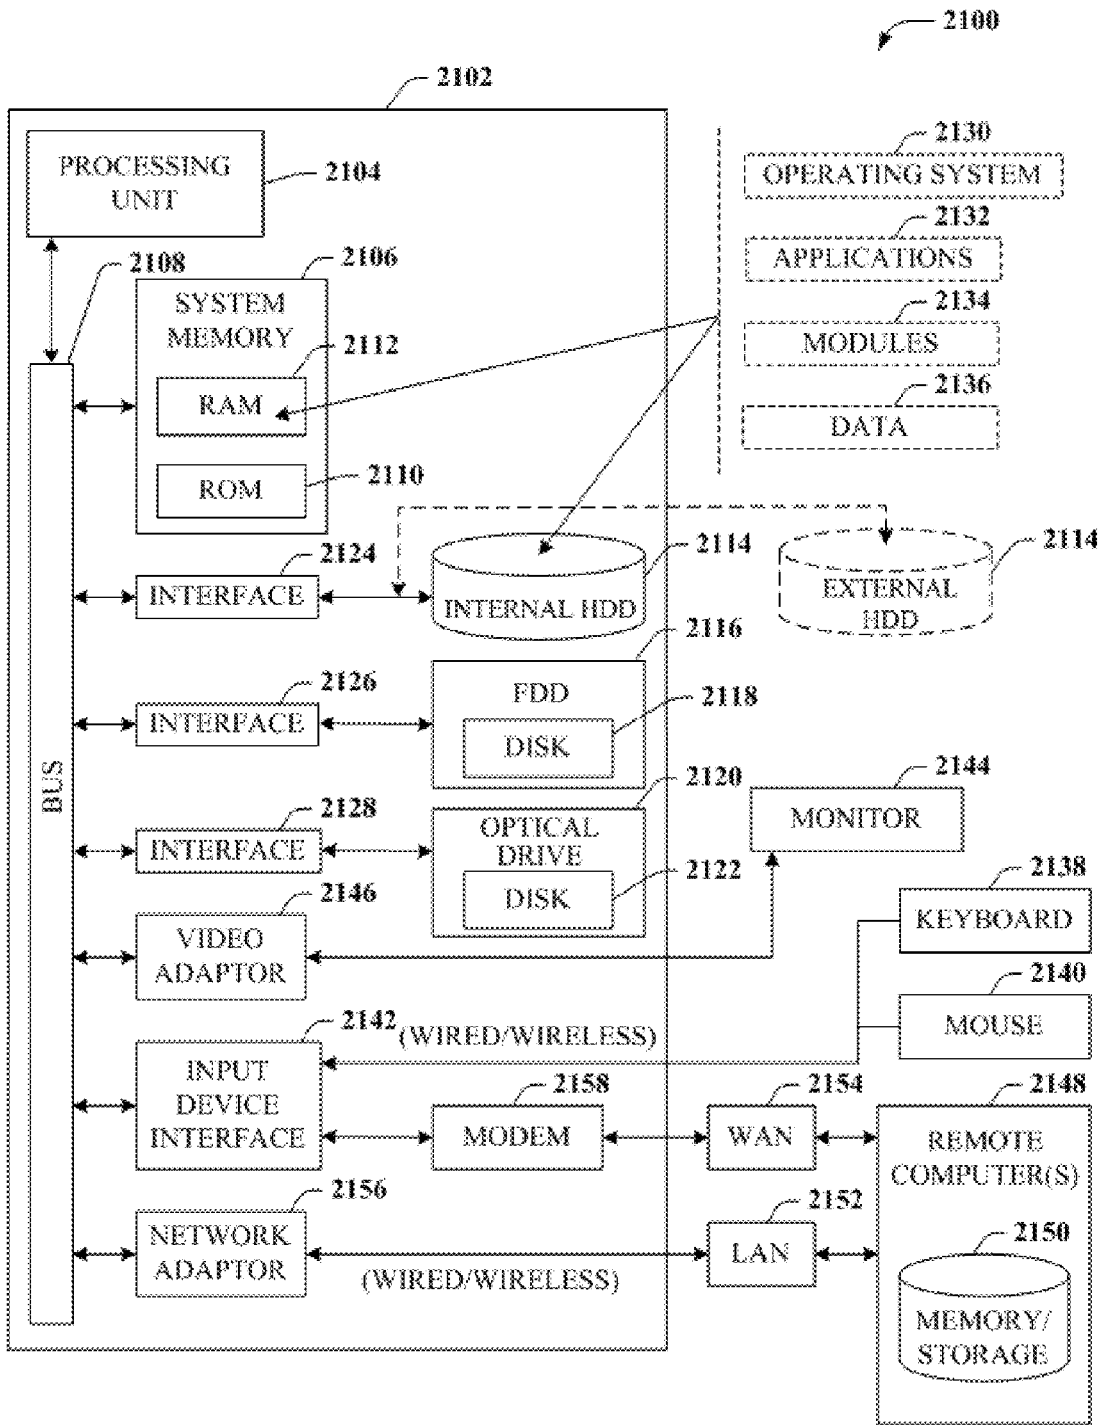 2100
2102
PROCESSING
UNIT
2104
2130
OPERATING SYSTEM
2132
APPLICATIONS
2134
MODULES
2136
DATA
2108
2106
SYSTEM
MEMORY
2112
RAM
2110
ROM
BUS
2124
INTERFACE
2114
INTERNAL HDD
2114
EXTERNAL
HDD
2126
INTERFACE
2116
FDD
2118
DISK
2128
INTERFACE
2120
OPTICAL
DRIVE
2122
DISK
2144
MONITOR
2146
VIDEO
ADAPTOR
2138
KEYBOARD
2140
MOUSE
2142
(WIRED/WIRELESS)
INPUT
DEVICE
INTERFACE
2158
MODEM
2154
WAN
2148
REMOTE
COMPUTER(S)
2156
NETWORK
ADAPTOR
(WIRED/WIRELESS)
2152
LAN
2150
MEMORY/
STORAGE